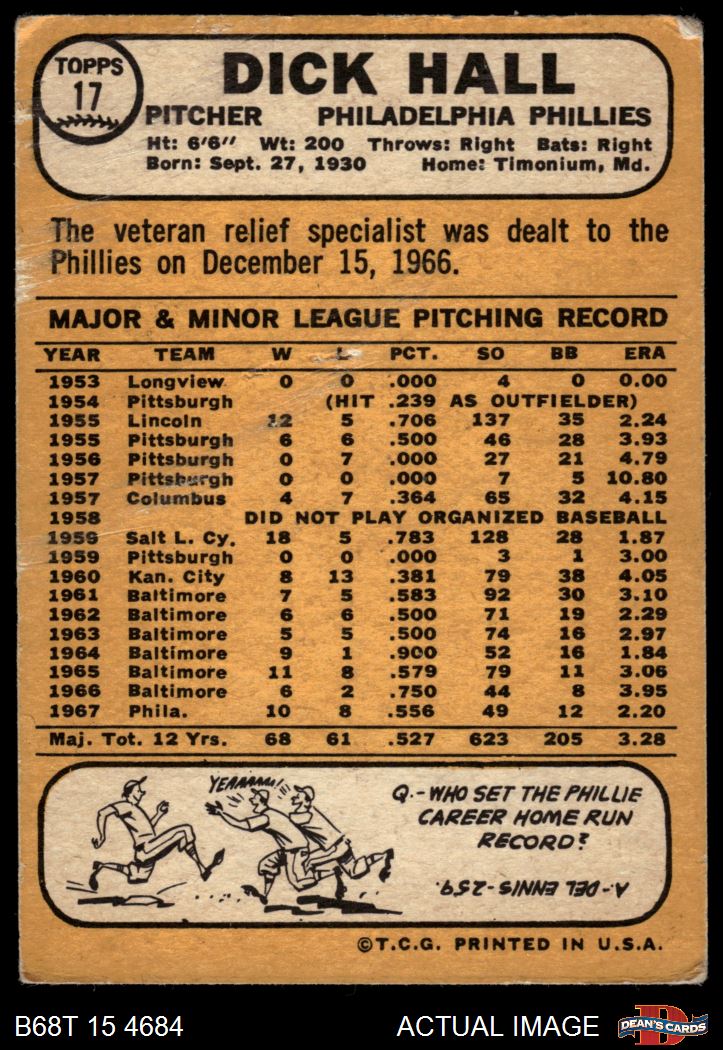 TOPPS
17
DICK HALL
PITCHER PHILADELPHIA PHILLIES
Ht: 6'6" Wt: 200 Throws: Right Bats: Right
Born: Sept. 27, 1930 Home: Timonium, Md.
The veteran relief specialist was dealt to the
Phillies on December 15, 1966.
MAJOR & MINOR LEAGUE PITCHING RECORD
YEAR TEAM W L PCT. SO BB ERA
1953 Longview 0 0 .000 4 0 0.00
1954 Pittsburgh (HIT .239 AS OUTFIELDER)
1955 Lincoln 12 5 .706 137 35 2.24
1955 Pittsburgh 6 6 .500 46 28 3.93
1956 Pittsburgh 0 7 .000 27 21 4.79
1957 Pittsburgh 0 0 .000 7 5 10.80
1957 Columbus 4 7 .364 65 32 4.15
1958 DID NOT PLAY ORGANIZED BASEBALL
1959 Salt L. Cy. 18 5 .783 128 28 1.87
1959 Pittsburgh 0 0 .000 3 1 3.00
1960 Kan. City 8 13 .381 79 38 4.05
1961 Baltimore 7 5 .583 92 30 3.10
1962 Baltimore 6 6 .500 71 19 2.29
1963 Baltimore 5 5 .500 74 16 2.97
1964 Baltimore 9 1 .900 52 16 1.84
1965 Baltimore 11 8 .579 79 11 3.06
1966 Baltimore 6 2 .750 44 8 3.95
1967 Phila. 10 8 .556 49 12 2.20
Maj. Tot. 12 Yrs. 68 61 .527 623 205 3.28
YEAAAAAA!
Q.-WHO SET THE PHILLIE
CAREER HOME RUN
RECORD?
A-DEL ENNIS-259.
©T.C.G. PRINTED IN U.S.A.
B68T 15 4684
ACTUAL IMAGE
DEAN'S CARDS